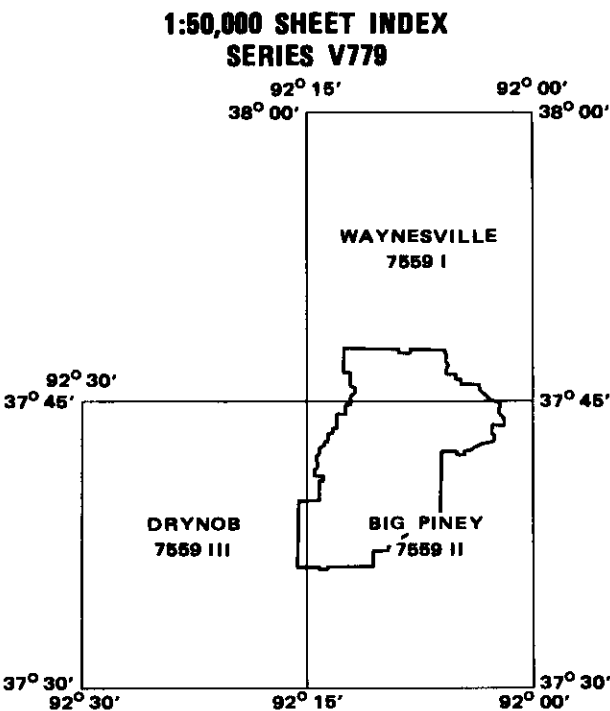 1:50,000 SHEET INDEX
SERIES V779
92° 15' 92° 00'
38° 00' 38° 00'
WAYNESVILLE
7559 I
92° 30'
37° 45' 37° 45'
DRYNOB BIG PINEY
7559 III 7559 II
37° 30' 37° 30'
92° 30' 92° 15' 92° 00'